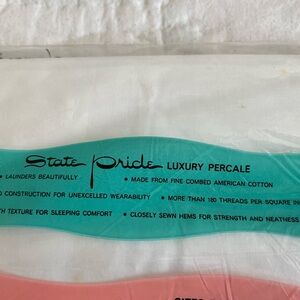 State Pride LUXURY PERCALE
• LAUNDERS BEAUTIFULLY • MADE FROM FINE COMBED AMERICAN COTTON
CONSTRUCTION FOR UNEXCELLED WEARABILITY • MORE THAN 180 THREADS PER SQUARE IN
TEXTURE FOR SLEEPING COMFORT • CLOSELY SEWN HEMS FOR STRENGTH AND NEATNESS